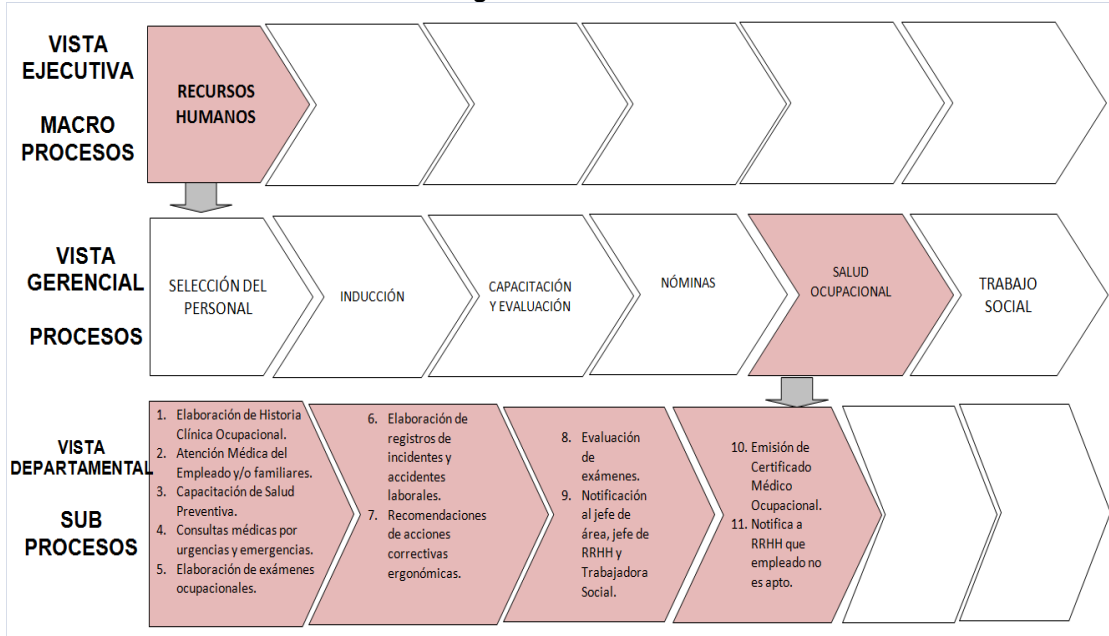 VISTA
EJECUTIVA
MACRO
PROCESOS
RECURSOS
HUMANOS
VISTA
GERENCIAL
PROCESOS
SELECCIÓN DEL
PERSONAL
INDUCCIÓN
CAPACITACIÓN
Y EVALUACIÓN
NÓMINAS
SALUD
OCUPACIONAL
TRABAJO
SOCIAL
VISTA
DEPARTAMENTAL
SUB
PROCESOS
1. Elaboración de Historia
Clínica Ocupacional.
2. Atención Médica del
Empleado y/o familiares.
3. Capacitación de Salud
Preventiva.
4. Consultas médicas por
urgencias y emergencias.
5. Elaboración de exámenes
ocupacionales.
6. Elaboración de
registros de
incidentes y
accidentes
laborales.
7. Recomendaciones
de acciones
correctivas
ergonómicas.
8. Evaluación
de
exámenes.
9. Notificación
al jefe de
área, jefe de
RRHH y
Trabajadora
Social.
10. Emisión de
Certificado
Médico
Ocupacional.
11. Notifica a
RRHH que
empleado no
es apto.